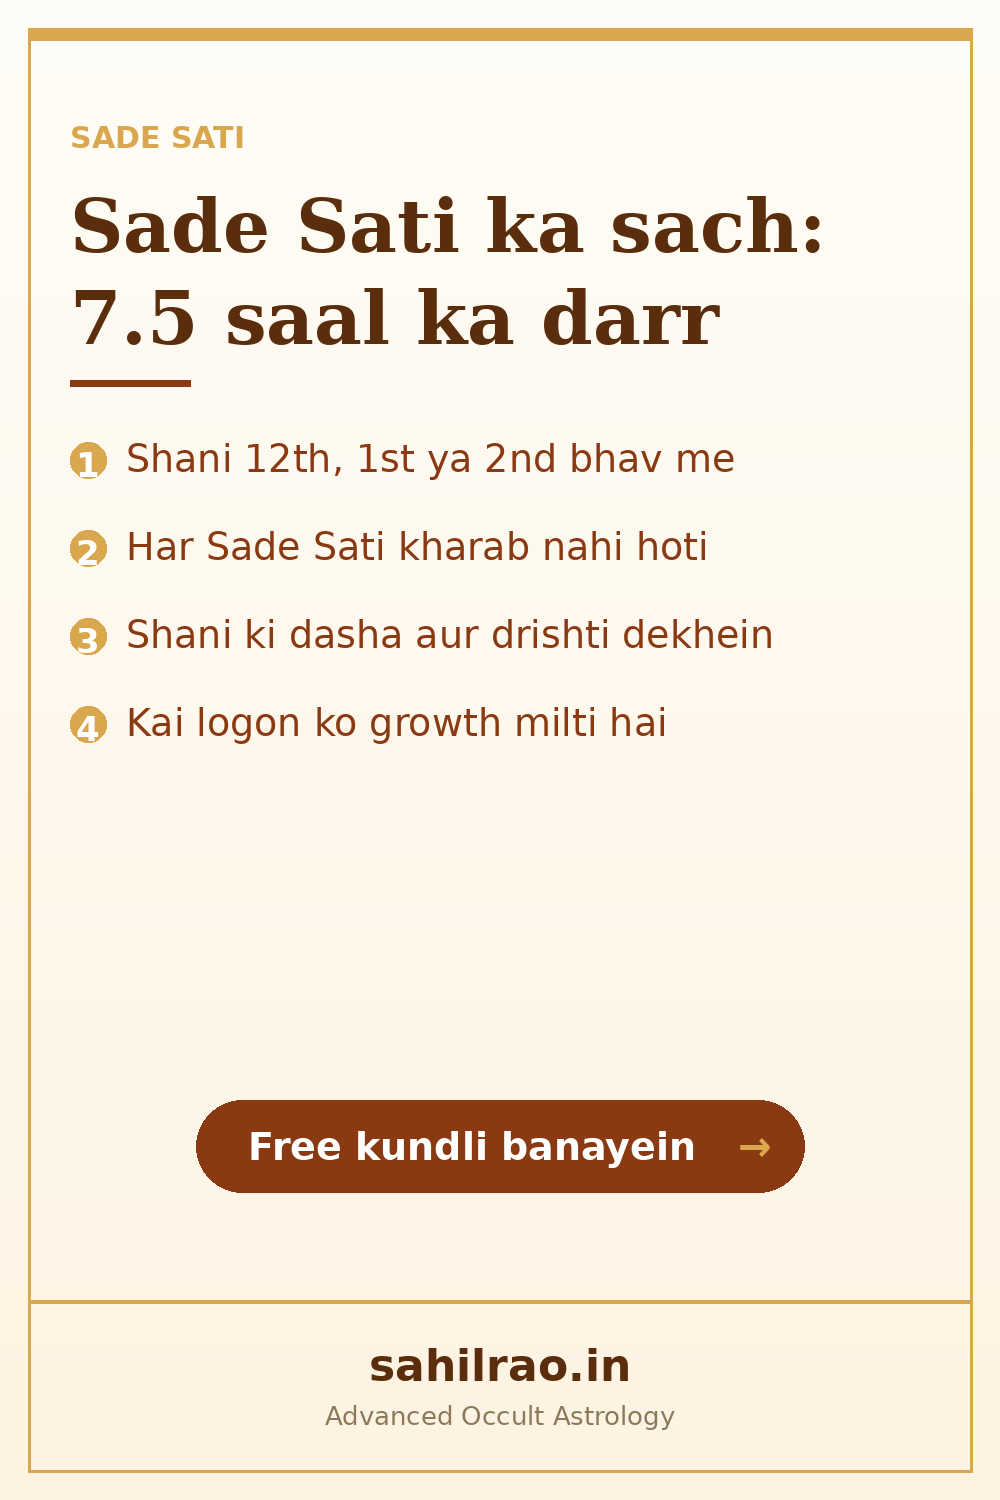 SADE SATI
Sade Sati ka sach:
7.5 saal ka darr
1 Shani 12th, 1st ya 2nd bhav me
2 Har Sade Sati kharab nahi hoti
3 Shani ki dasha aur drishti dekhein
4 Kai logon ko growth milti hai
Free kundli banayein →
sahilrao.in
Advanced Occult Astrology